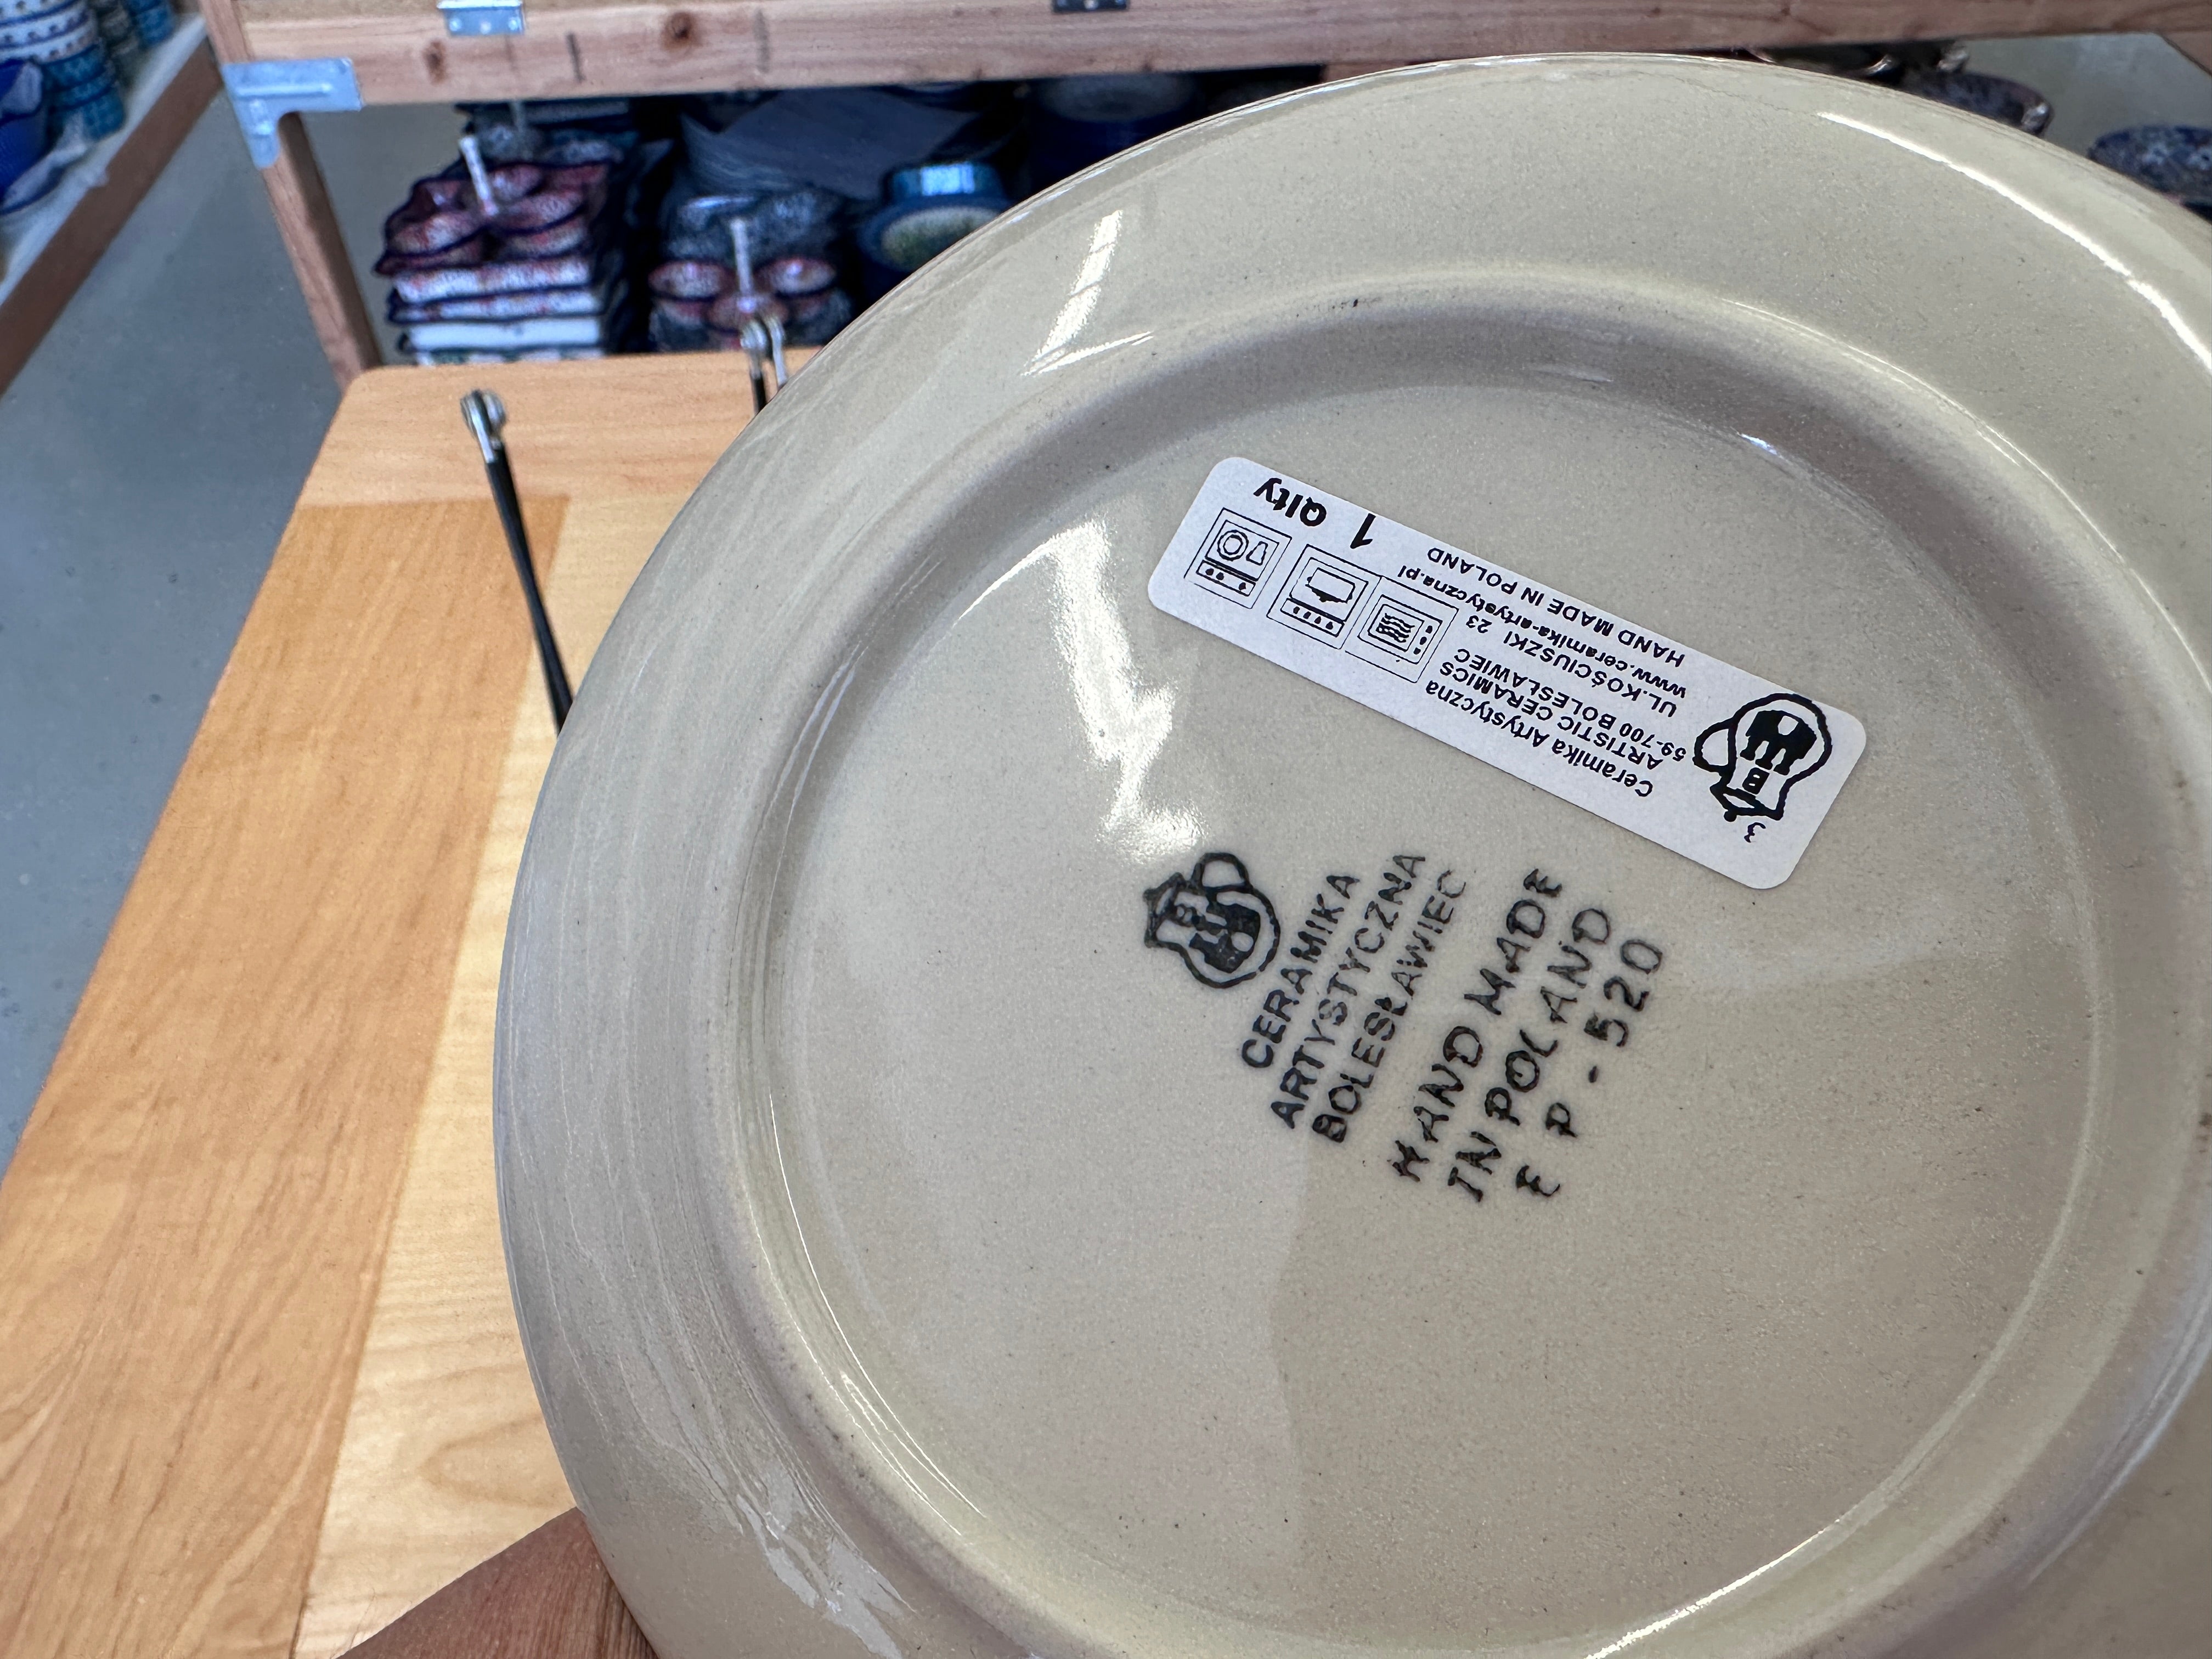 1 Qlty
Ceramika Artystyczna
ARTISTIC CERAMICS
59-700 BOLESŁAWIEC
UL.KOŚCIUSZKI 23
www.ceramika-artystyczna.pl
HAND MADE IN POLAND
B
3
CERAMIKA
ARTYSTYCZNA
BOLESŁAWIEC
HAND MADE
IN POLAND
E P - 520